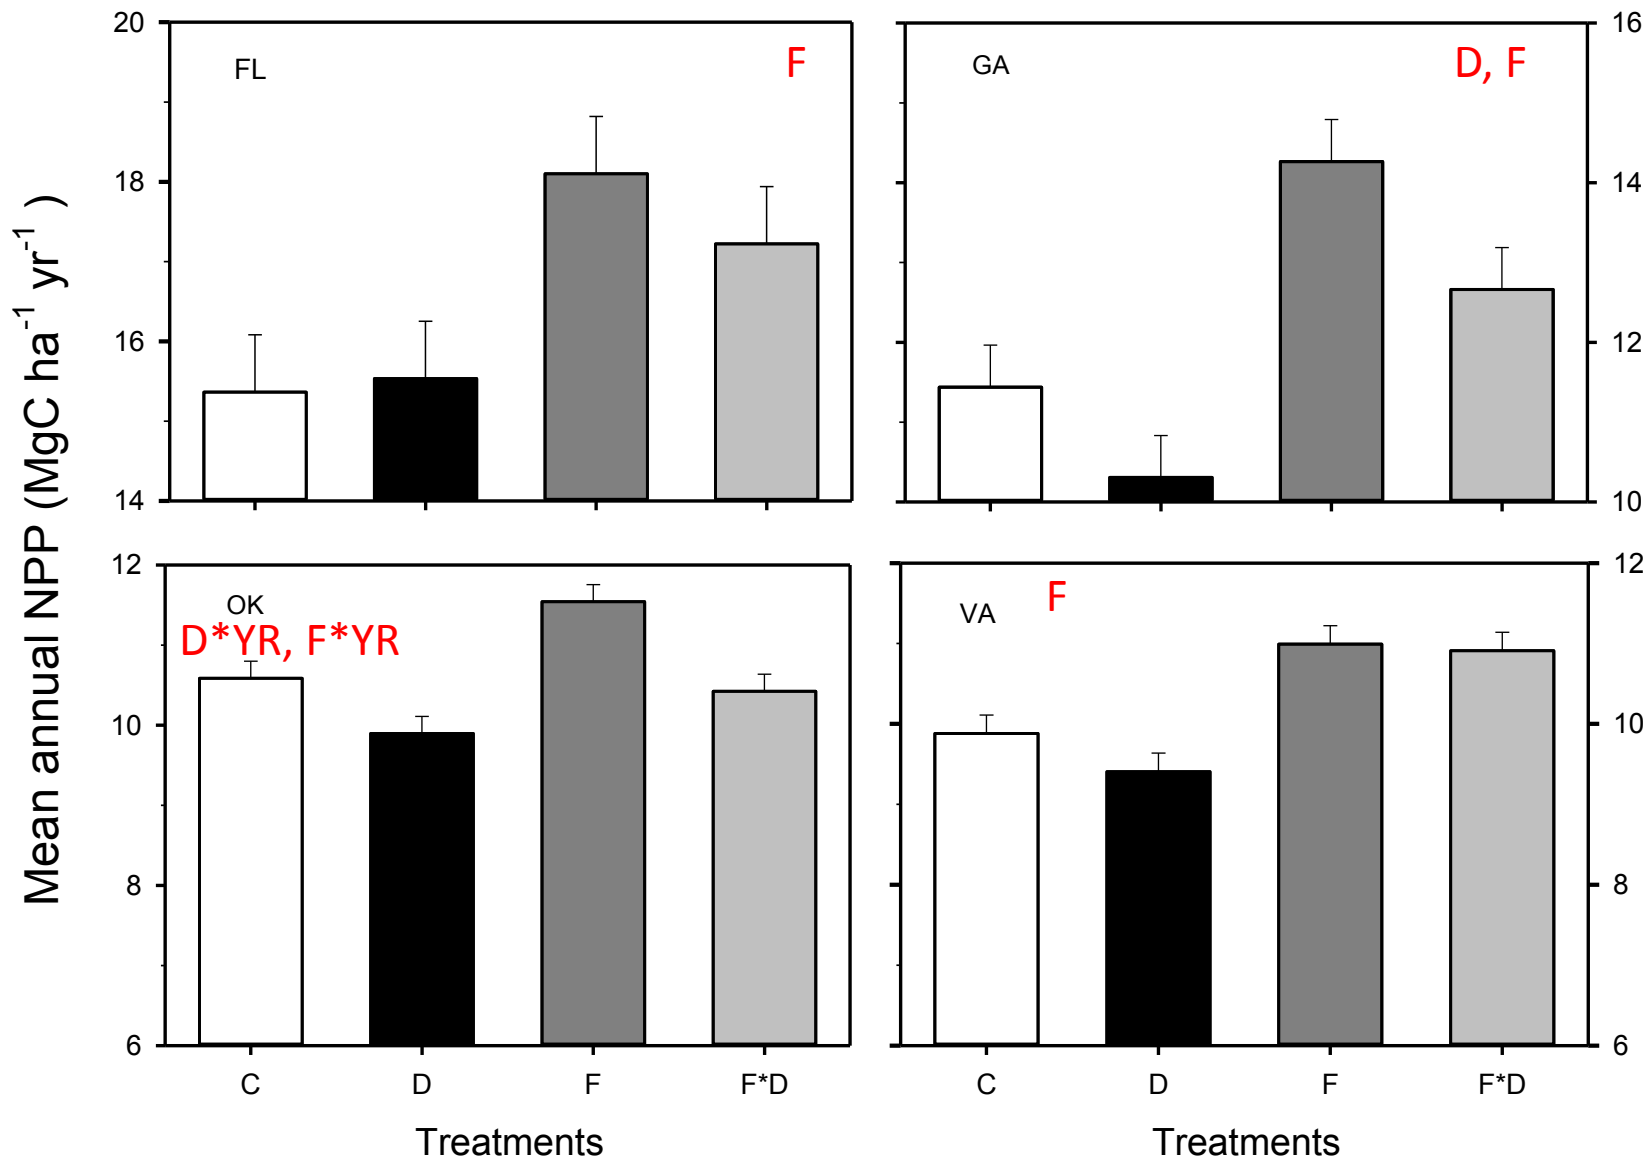 Mean annual NPP (MgC ha⁻¹ yr⁻¹ )
20
18
16
14
FL
F
GA
D, F
16
14
12
10
12
10
8
6
OK
D*YR, F*YR
VA
F
12
10
8
6
C D F F*D
C D F F*D
Treatments
Treatments